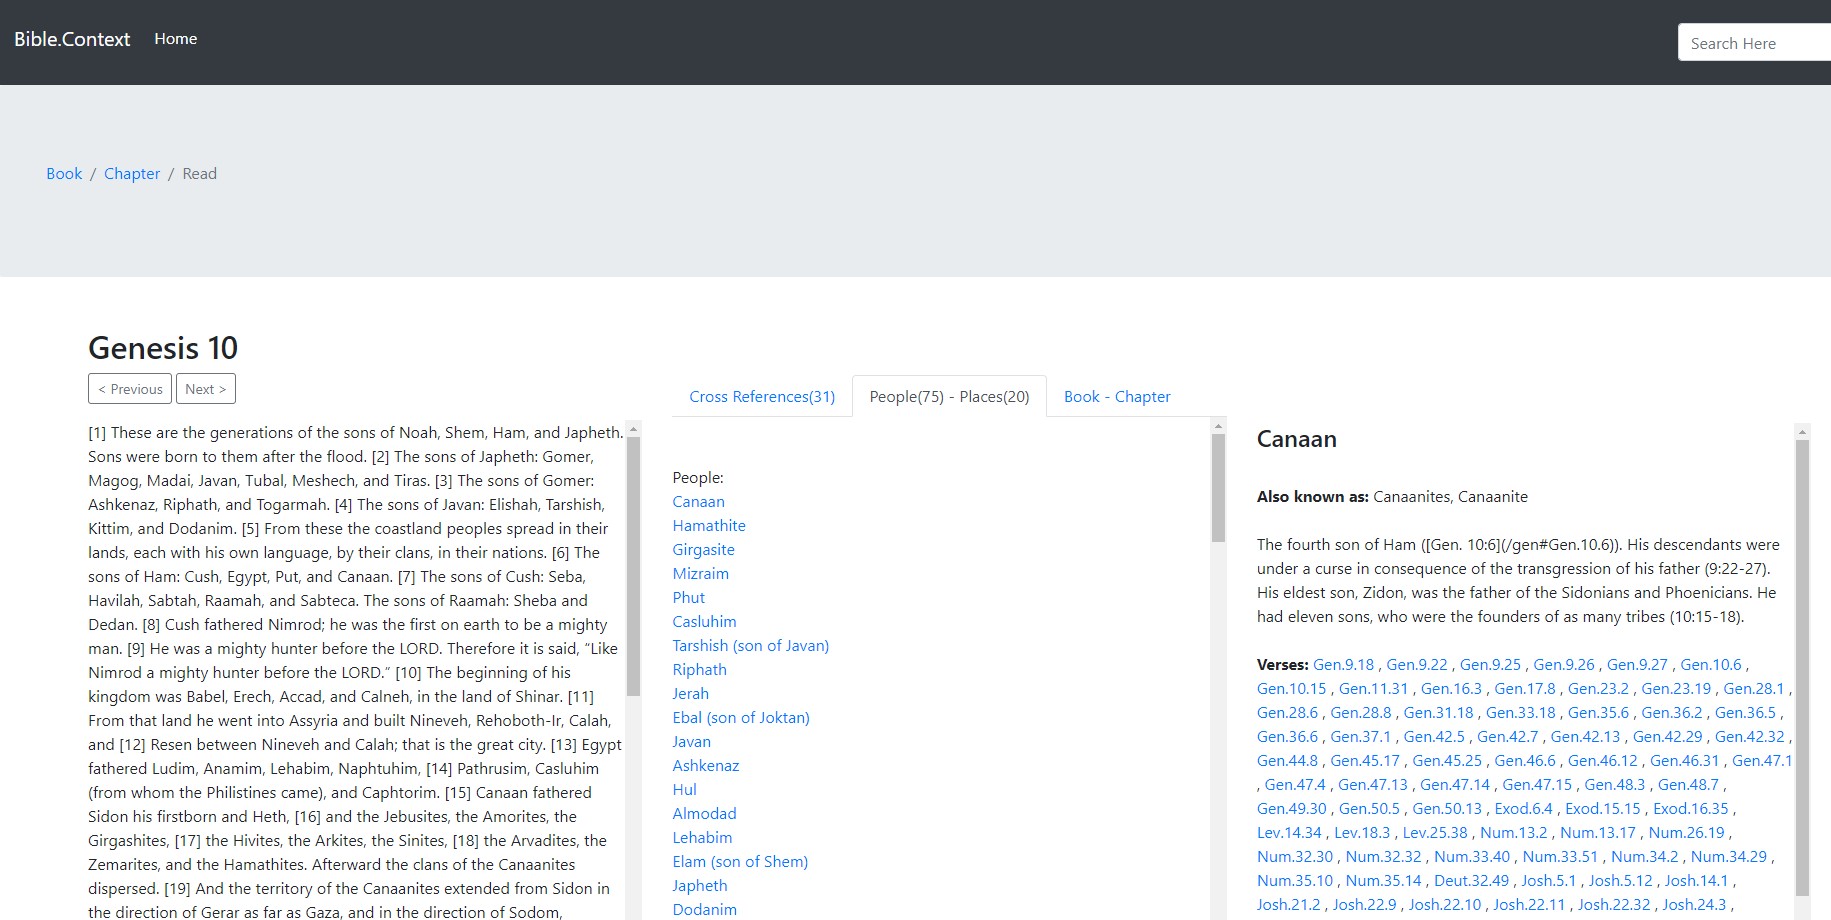 Bible.Context Home
Search Here
Book / Chapter / Read
Genesis 10
< Previous Next >
[1] These are the generations of the sons of Noah, Shem, Ham, and Japheth.
Sons were born to them after the flood. [2] The sons of Japheth: Gomer,
Magog, Madai, Javan, Tubal, Meshech, and Tiras. [3] The sons of Gomer:
Ashkenaz, Riphath, and Togarmah. [4] The sons of Javan: Elishah, Tarshish,
Kittim, and Dodanim. [5] From these the coastland peoples spread in their
lands, each with his own language, by their clans, in their nations. [6] The
sons of Ham: Cush, Egypt, Put, and Canaan. [7] The sons of Cush: Seba,
Havilah, Sabtah, Raamah, and Sabteca. The sons of Raamah: Sheba and
Dedan. [8] Cush fathered Nimrod; he was the first on earth to be a mighty
man. [9] He was a mighty hunter before the LORD. Therefore it is said, “Like
Nimrod a mighty hunter before the LORD.” [10] The beginning of his
kingdom was Babel, Erech, Accad, and Calneh, in the land of Shinar. [11]
From that land he went into Assyria and built Nineveh, Rehoboth-Ir, Calah,
and [12] Resen between Nineveh and Calah; that is the great city. [13] Egypt
fathered Ludim, Anamim, Lehabim, Naphtuhim, [14] Pathrusim, Casluhim
(from whom the Philistines came), and Caphtorim. [15] Canaan fathered
Sidon his firstborn and Heth, [16] and the Jebusites, the Amorites, the
Girgashites, [17] the Hivites, the Arkites, the Sinites, [18] the Arvadites, the
Zemarites, and the Hamathites. Afterward the clans of the Canaanites
dispersed. [19] And the territory of the Canaanites extended from Sidon in
the direction of Gerar as far as Gaza, and in the direction of Sodom,
Cross References(31) People(75) - Places(20) Book - Chapter
People:
Canaan
Hamathite
Girgasite
Mizraim
Phut
Casluhim
Tarshish (son of Javan)
Riphath
Jerah
Ebal (son of Joktan)
Javan
Ashkenaz
Hul
Almodad
Lehabim
Elam (son of Shem)
Japheth
Dodanim
Canaan
Also known as: Canaanites, Canaanite
The fourth son of Ham ([Gen. 10:6](/gen#Gen.10.6)). His descendants were
under a curse in consequence of the transgression of his father (9:22-27).
His eldest son, Zidon, was the father of the Sidonians and Phoenicians. He
had eleven sons, who were the founders of as many tribes (10:15-18).
Verses: Gen.9.18 , Gen.9.22 , Gen.9.25 , Gen.9.26 , Gen.9.27 , Gen.10.6 ,
Gen.10.15 , Gen.11.31 , Gen.16.3 , Gen.17.8 , Gen.23.2 , Gen.23.19 , Gen.28.1 ,
Gen.28.6 , Gen.28.8 , Gen.31.18 , Gen.33.18 , Gen.35.6 , Gen.36.2 , Gen.36.5 ,
Gen.36.6 , Gen.37.1 , Gen.42.5 , Gen.42.7 , Gen.42.13 , Gen.42.29 , Gen.42.32 ,
Gen.44.8 , Gen.45.17 , Gen.45.25 , Gen.46.6 , Gen.46.12 , Gen.46.31 , Gen.47.1
, Gen.47.4 , Gen.47.13 , Gen.47.14 , Gen.47.15 , Gen.48.3 , Gen.48.7 ,
Gen.49.30 , Gen.50.5 , Gen.50.13 , Exod.6.4 , Exod.15.15 , Exod.16.35 ,
Lev.14.34 , Lev.18.3 , Lev.25.38 , Num.13.2 , Num.13.17 , Num.26.19 ,
Num.32.30 , Num.32.32 , Num.33.40 , Num.33.51 , Num.34.2 , Num.34.29 ,
Num.35.10 , Num.35.14 , Deut.32.49 , Josh.5.1 , Josh.5.12 , Josh.14.1 ,
Josh.21.2 , Josh.22.9 , Josh.22.10 , Josh.22.11 , Josh.22.32 , Josh.24.3 ,